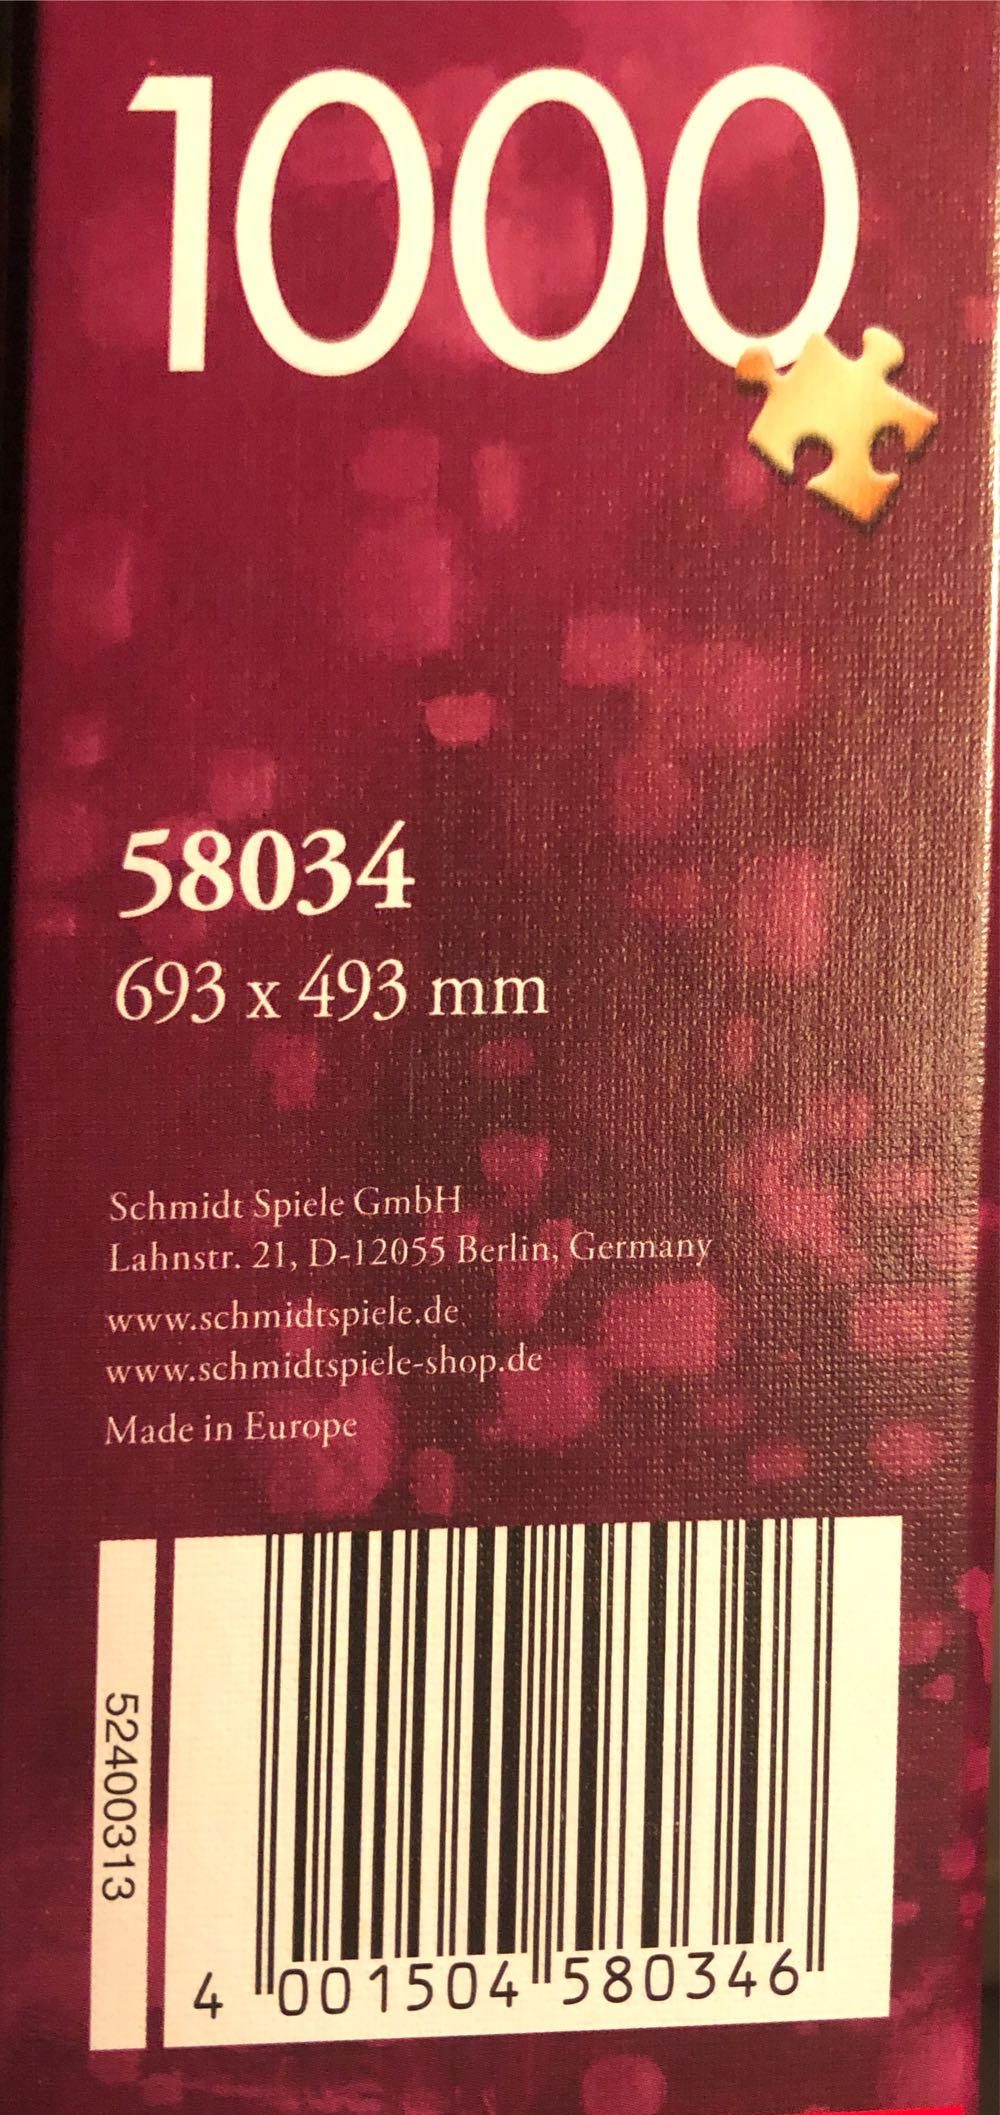 1000
58034
693 x 493 mm
Schmidt Spiele GmbH
Lahnstr. 21, D-12055 Berlin, Germany
www.schmidtspiele.de
www.schmidtspiele-shop.de
Made in Europe
52400313
4 001504 580346